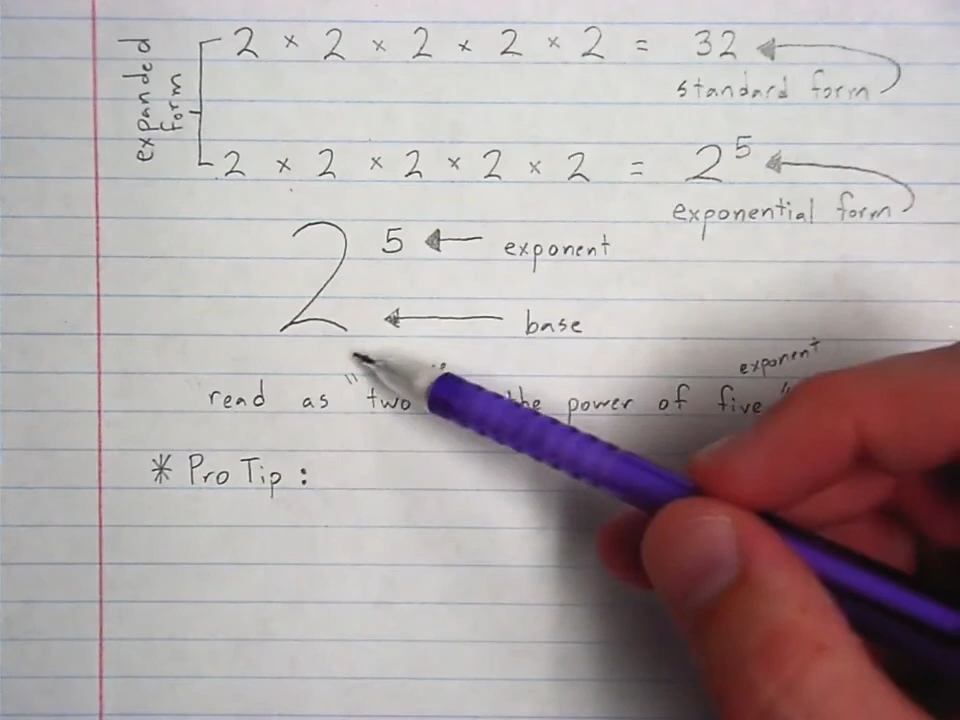 expanded form
2 × 2 × 2 × 2 × 2 = 32
standard form
2 × 2 × 2 × 2 × 2 = 2⁵
exponential form
2 5 exponent
base
exponent
read as "two the power of five"
* Pro Tip :